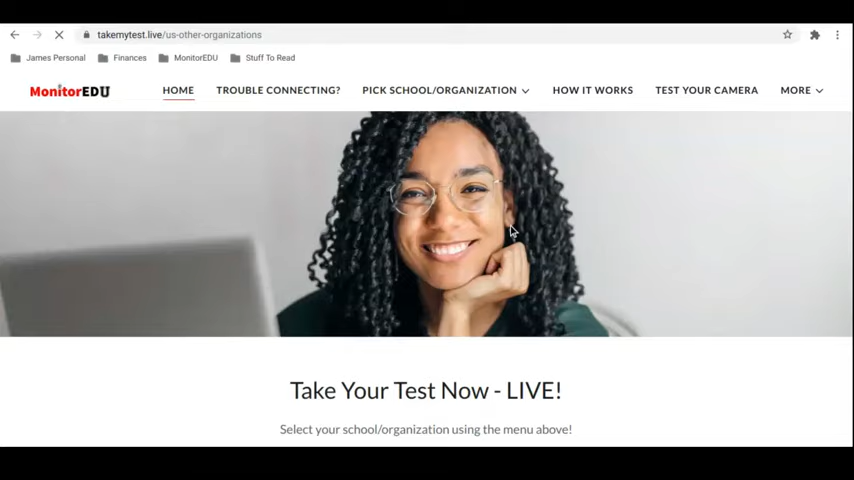 takemytest.live/us-other-organizations
James Personal Finances MonitorEDU Stuff To Read
MonitorEDU HOME TROUBLE CONNECTING? PICK SCHOOL/ORGANIZATION HOW IT WORKS TEST YOUR CAMERA MORE
Take Your Test Now - LIVE!
Select your school/organization using the menu above!